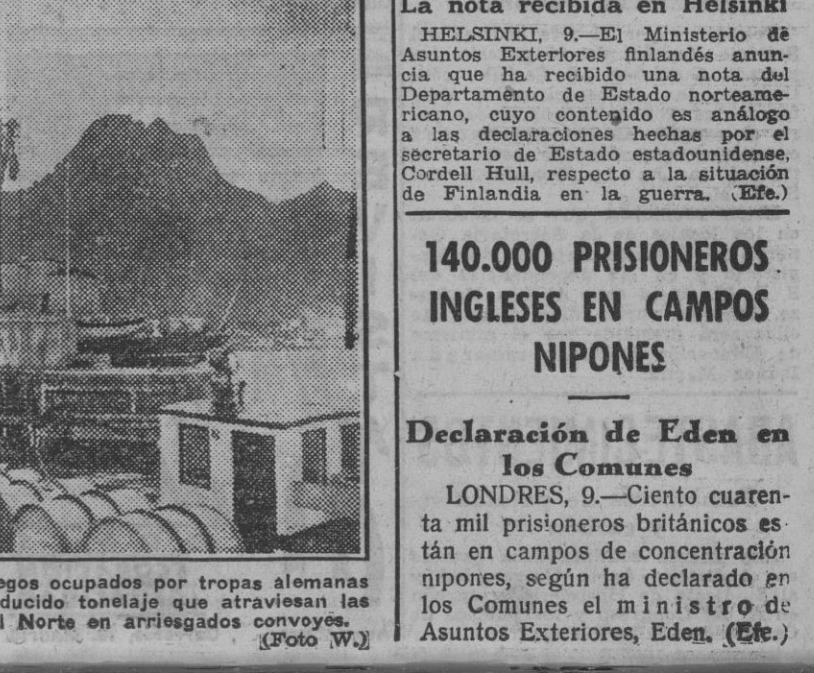 La nota recibida en Helsinki
HELSINKI, 9.—El Ministerio de
Asuntos Exteriores finlandés anun-
cia que ha recibido una nota del
Departamento de Estado norteame-
ricano, cuyo contenido es análogo
a las declaraciones hechas por el
secretario de Estado estadounidense,
Cordell Hull, respecto a la situación
de Finlandia en la guerra. (Efe.)
140.000 PRISIONEROS
INGLESES EN CAMPOS
NIPONES
Declaración de Eden en
los Comunes
LONDRES, 9.—Ciento cuaren-
ta mil prisioneros británicos es-
tán en campos de concentración
nipones, según ha declarado en
los Comunes el ministro de
Asuntos Exteriores, Eden. (Efe.)
egos ocupados por tropas alemanas
ducido tonelaje que atraviesan las
l Norte en arriesgados convoyes.
(Foto W.)